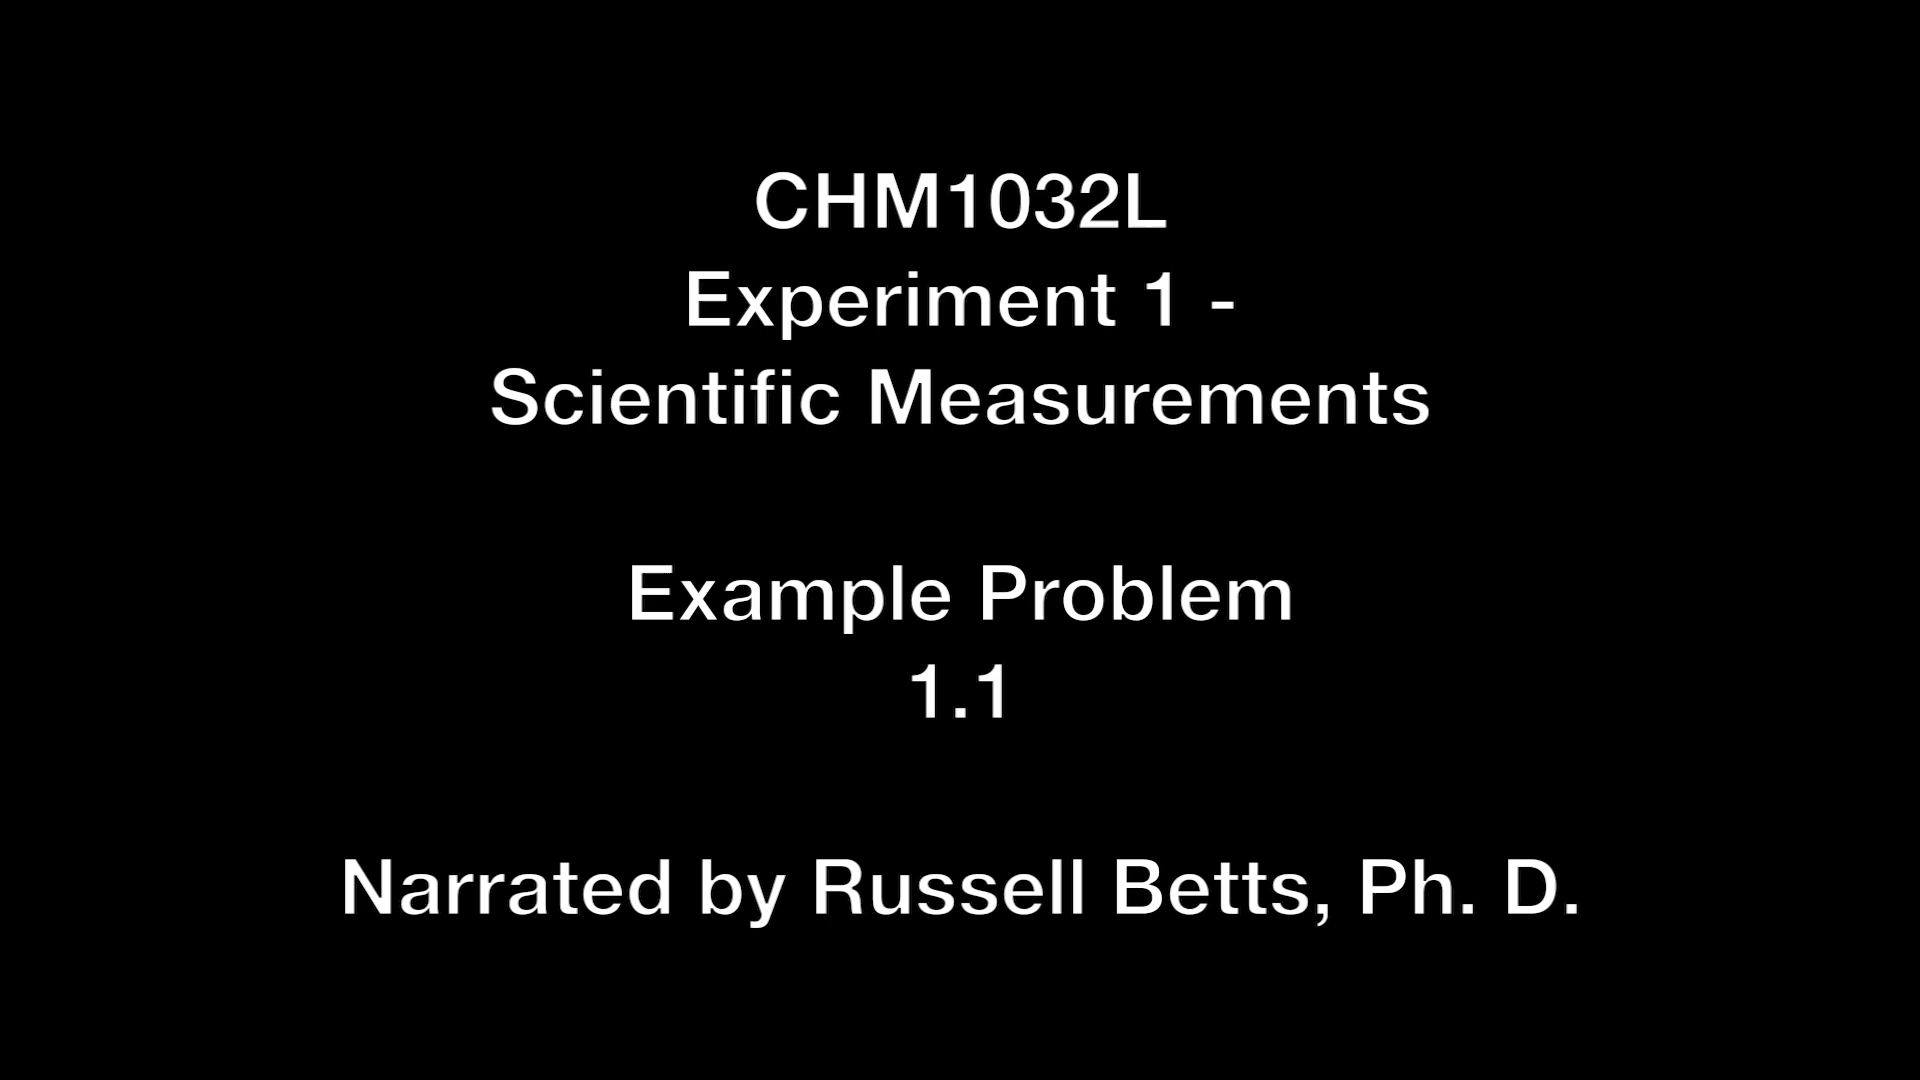 CHM1032L
Experiment 1 -
Scientific Measurements
Example Problem
1.1
Narrated by Russell Betts, Ph. D.